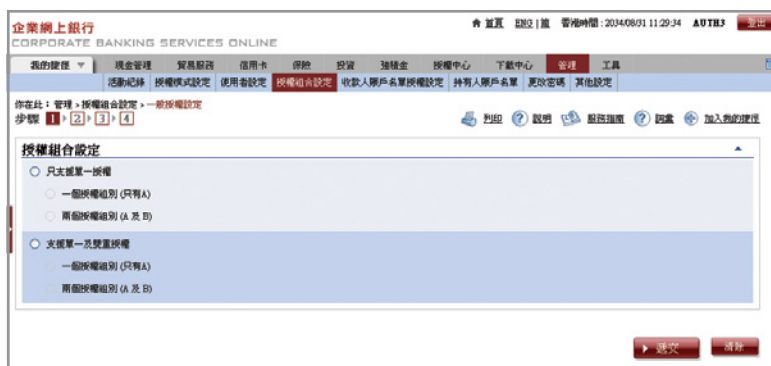 企業網上銀行
CORPORATE BANKING SERVICES ONLINE
首頁 ENG | 簡 香港時間 : 2034/08/31 11:29:34 AUTH3 登出
我的捷徑 現金管理 貿易服務 信用卡 保險 投資 強積金 授權中心 下載中心 管理 工具
活動紀錄 授權模式設定 使用者設定 授權組合設定 收款人賬戶名單授權設定 持有人賬戶名單 更改密碼 其他設定
你在此 : 管理 > 授權組合設定 > 一般授權設定
步驟 1 2 3 4
列印 說明 服務指南 詞彙 加入我的捷徑
授權組合設定
只支援單一授權
一個授權組別 (只有A)
兩個授權組別 (A 及 B)
支援單一及雙重授權
一個授權組別 (只有A)
兩個授權組別 (A 及 B)
遞交 清除